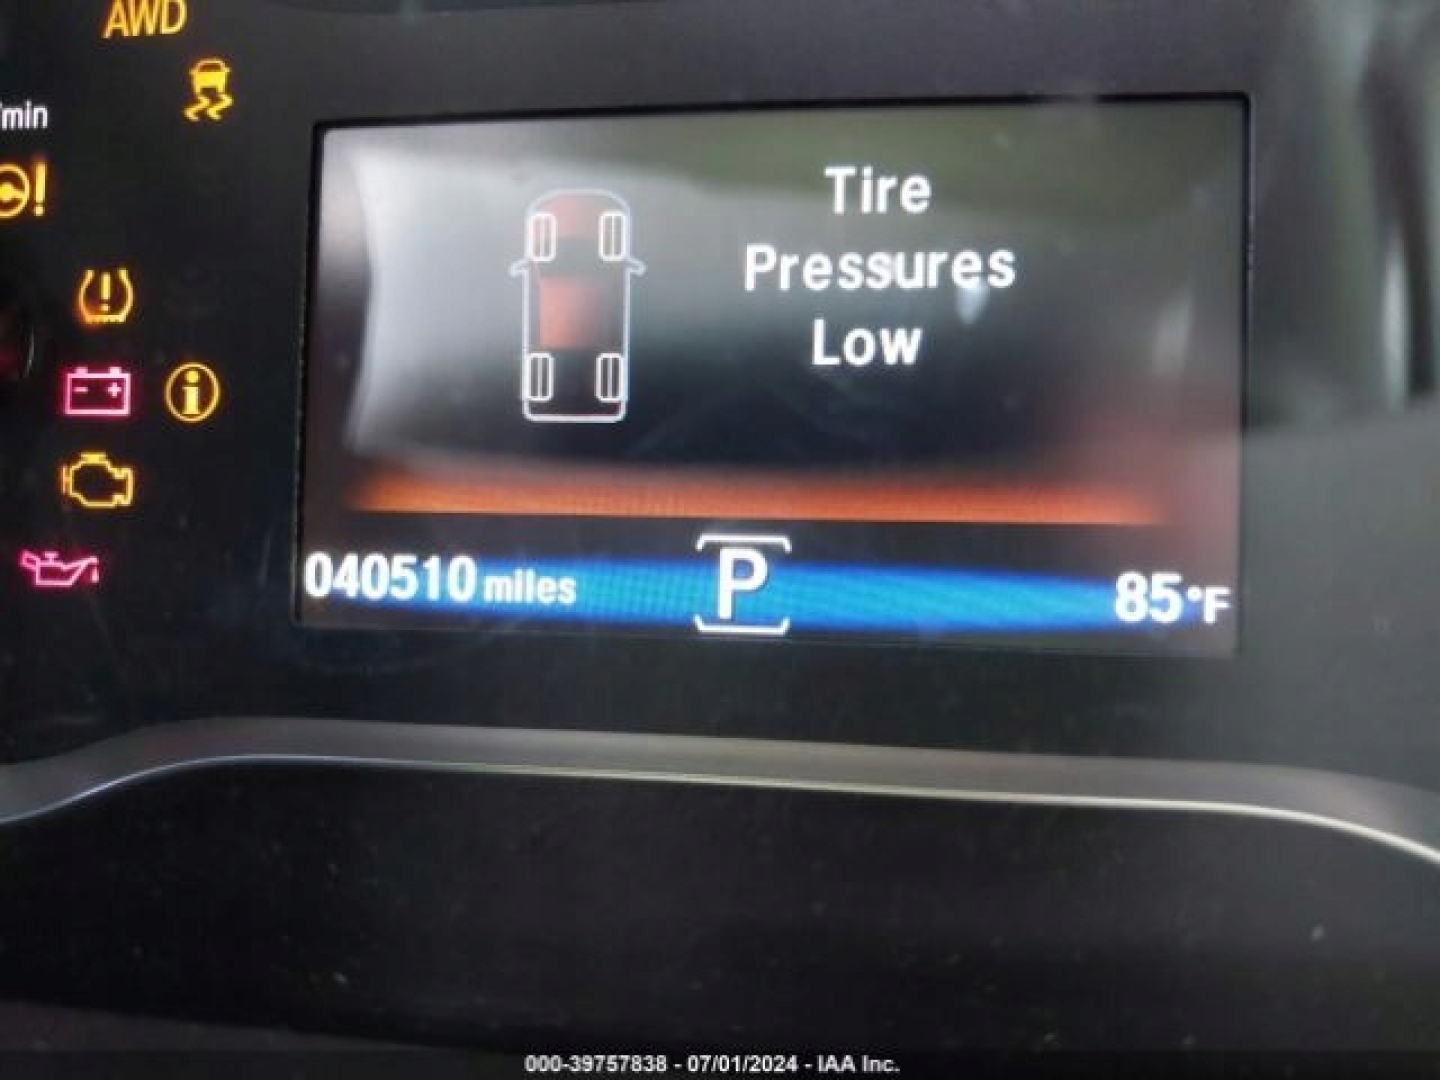 AWD
/min
Tire
Pressures
Low
040510 miles
P
85°F
000-39757838 - 07/01/2024 - IAA Inc.